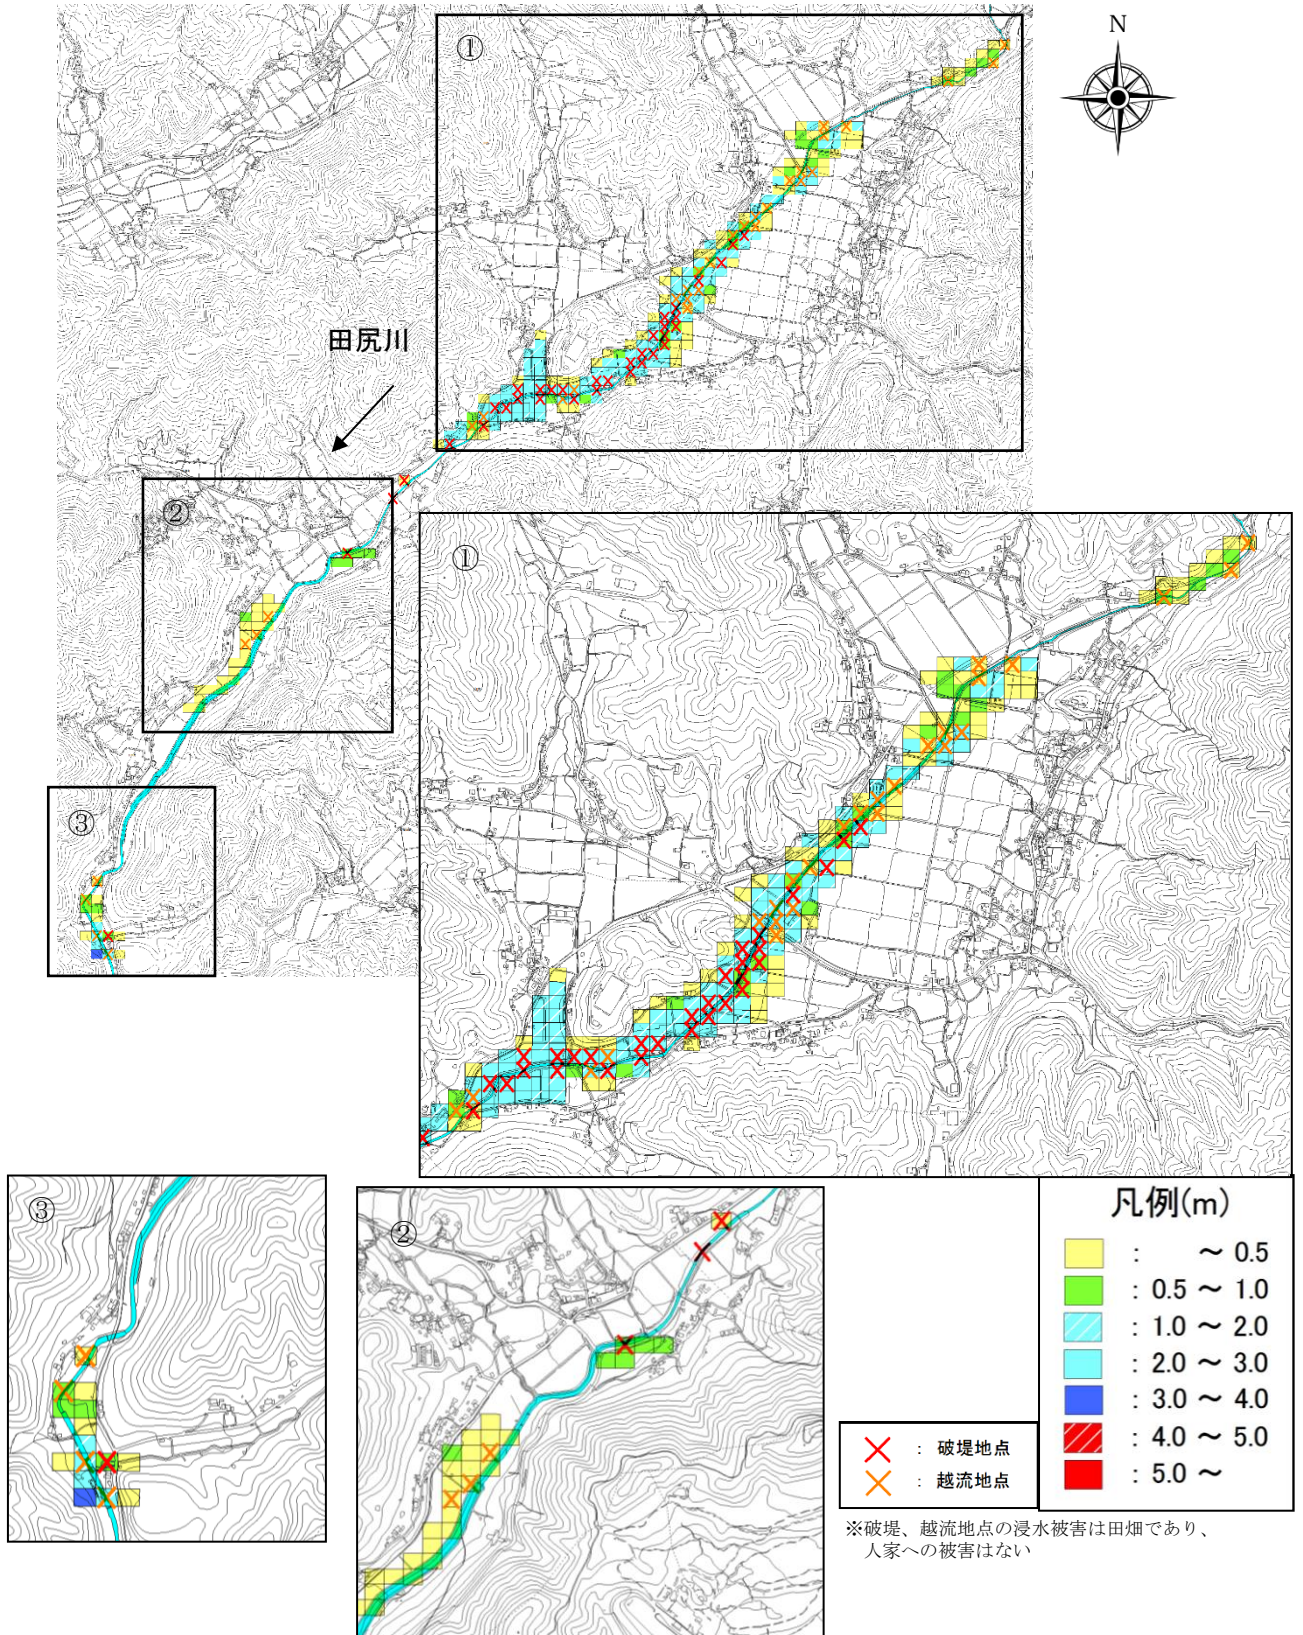 ①
N
田尻川
②
①
③
③
②
凡例(m)
： ～ 0.5
：0.5 ～ 1.0
：1.0 ～ 2.0
：2.0 ～ 3.0
：3.0 ～ 4.0
：4.0 ～ 5.0
：5.0 ～
： 破堤地点
： 越流地点
※破堤、越流地点の浸水被害は田畑であり、
人家への被害はない